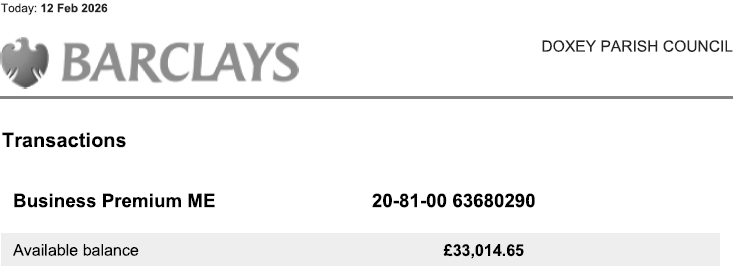 Today: 12 Feb 2026
BARCLAYS
DOXEY PARISH COUNCIL
Transactions
Business Premium ME 20-81-00 63680290
Available balance £33,014.65